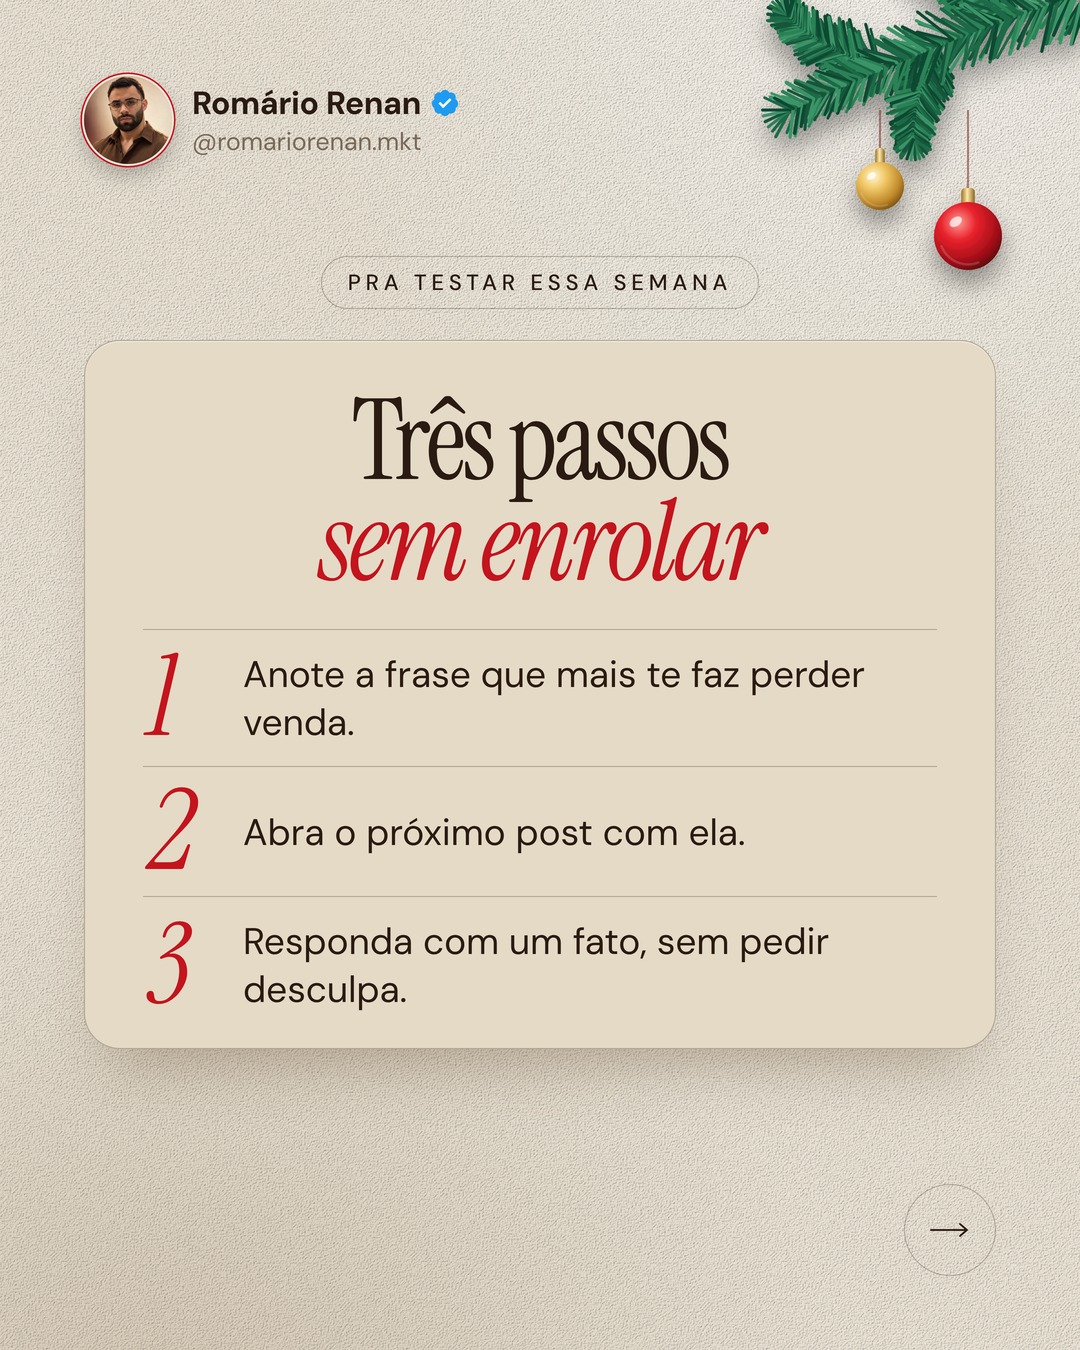 Romário Renan
@romariorenan.mkt
PRA TESTAR ESSA SEMANA
Três passos
sem enrolar
1
Anote a frase que mais te faz perder
venda.
2
Abra o próximo post com ela.
3
Responda com um fato, sem pedir
desculpa.